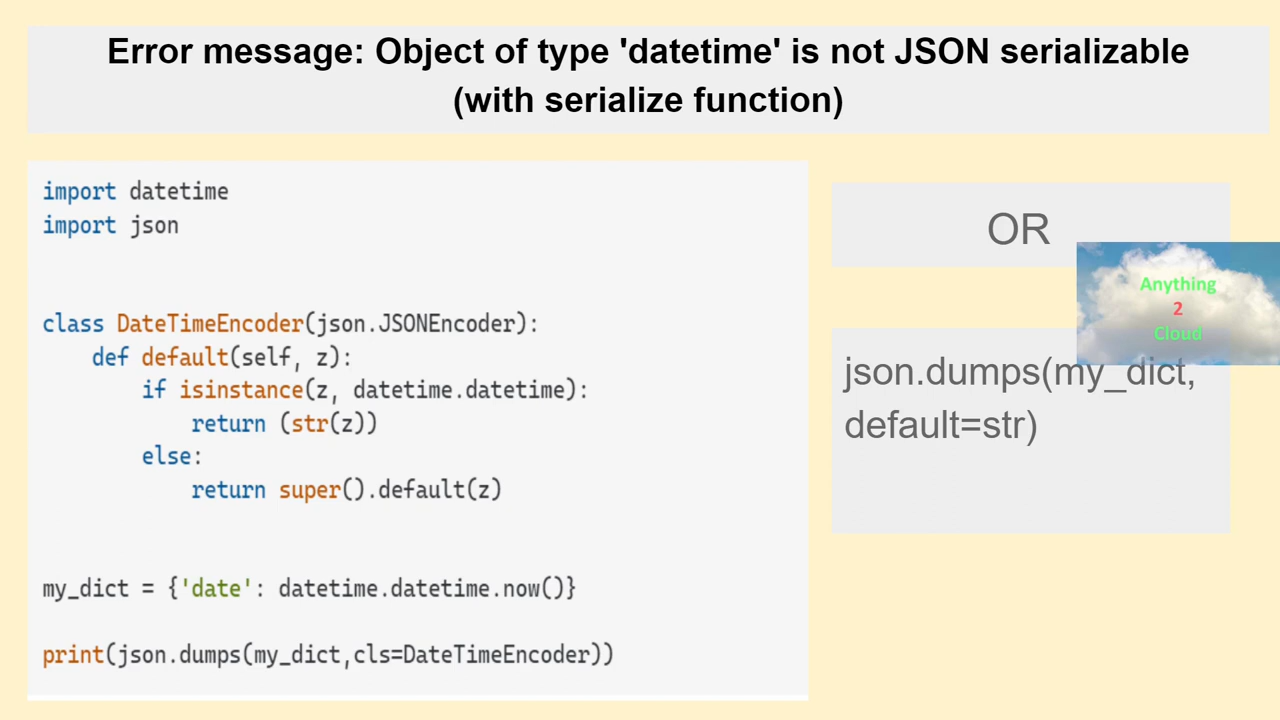 Error message: Object of type 'datetime' is not JSON serializable
(with serialize function)
import datetime
import json
class DateTimeEncoder(json.JSONEncoder):
    def default(self, z):
        if isinstance(z, datetime.datetime):
            return (str(z))
        else:
            return super().default(z)
my_dict = {'date': datetime.datetime.now()}
print(json.dumps(my_dict,cls=DateTimeEncoder))
OR
Anything
2
Cloud
json.dumps(my_dict,
default=str)